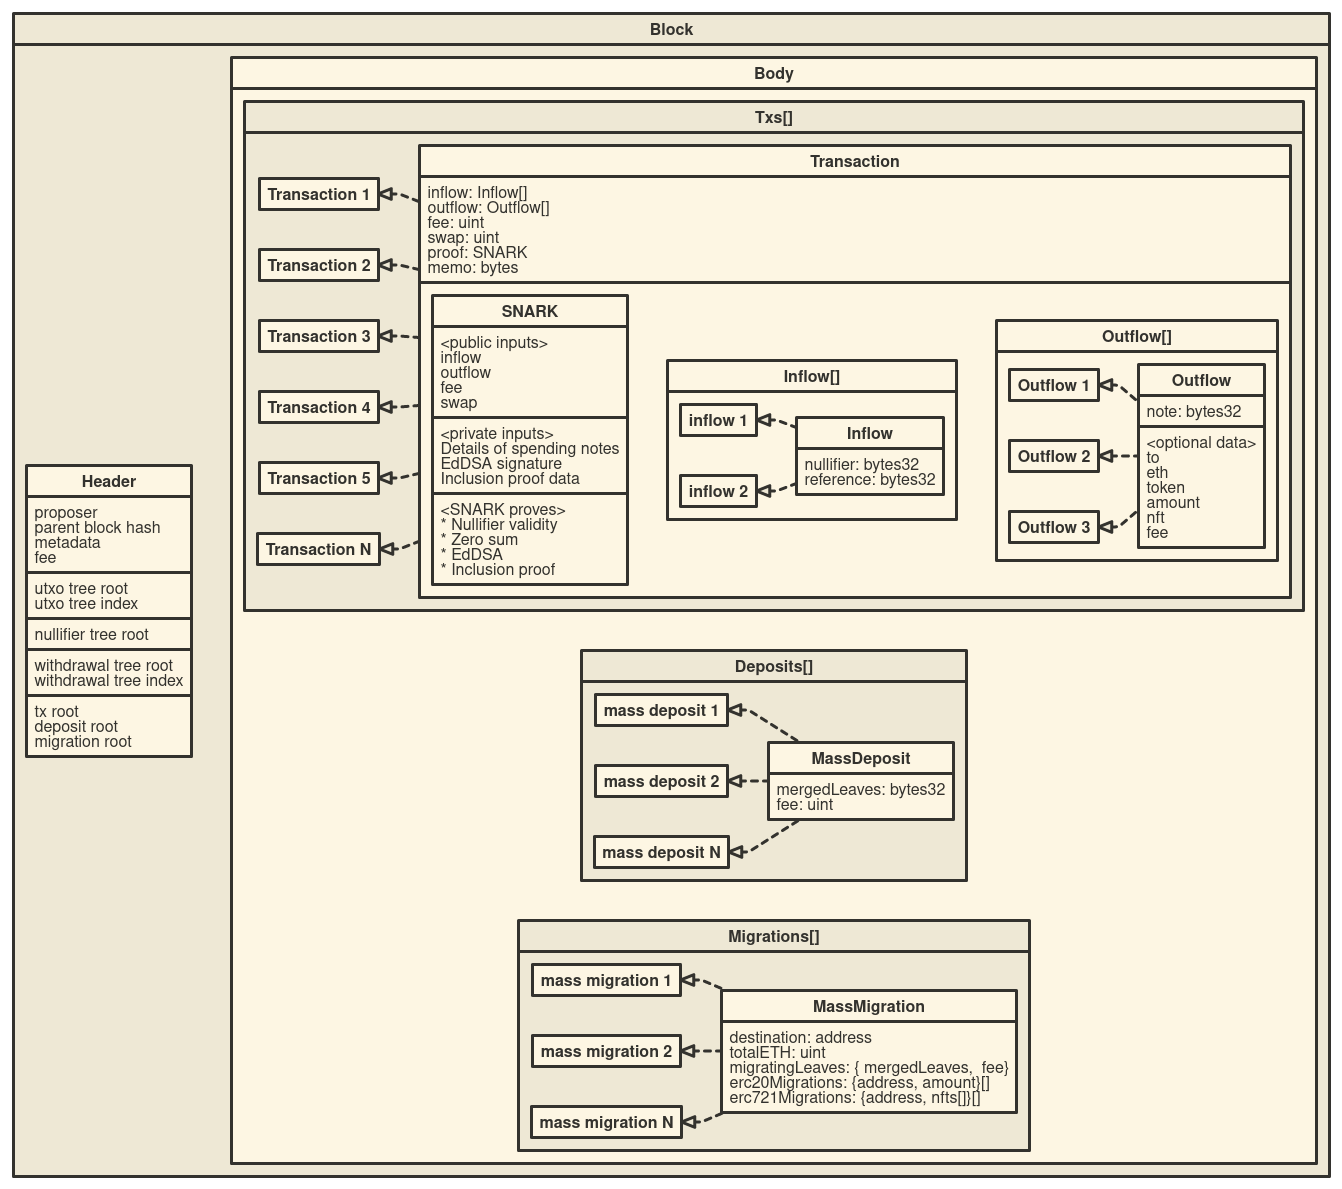 Block
Header
proposer
parent block hash
metadata
fee
utxo tree root
utxo tree index
nullifier tree root
withdrawal tree root
withdrawal tree index
tx root
deposit root
migration root
Body
Txs[]
Transaction 1
Transaction 2
Transaction 3
Transaction 4
Transaction 5
Transaction N
Transaction
inflow: Inflow[]
outflow: Outflow[]
fee: uint
swap: uint
proof: SNARK
memo: bytes
SNARK
<public inputs>
inflow
outflow
fee
swap
<private inputs>
Details of spending notes
EdDSA signature
Inclusion proof data
<SNARK proves>
* Nullifier validity
* Zero sum
* EdDSA
* Inclusion proof
Inflow[]
inflow 1
inflow 2
Inflow
nullifier: bytes32
reference: bytes32
Outflow[]
Outflow 1
Outflow 2
Outflow 3
Outflow
note: bytes32
<optional data>
to
eth
token
amount
nft
fee
Deposits[]
mass deposit 1
mass deposit 2
mass deposit N
MassDeposit
mergedLeaves: bytes32
fee: uint
Migrations[]
mass migration 1
mass migration 2
mass migration N
MassMigration
destination: address
totalETH: uint
migratingLeaves: { mergedLeaves,  fee}
erc20Migrations: {address, amount}[]
erc721Migrations: {address, nfts[]}[]